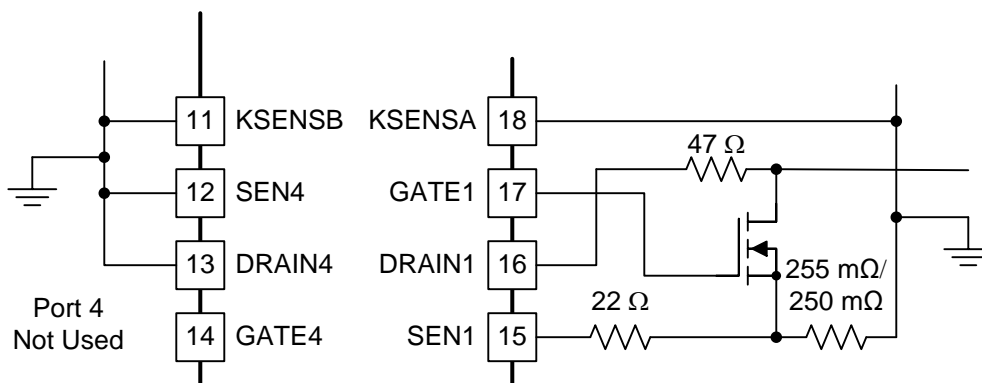 11 KSENSB
12 SEN4
13 DRAIN4
14 GATE4
Port 4
Not Used
KSENSA 18
GATE1 17
DRAIN1 16
SEN1 15
47 Ω
22 Ω
255 mΩ/
250 mΩ